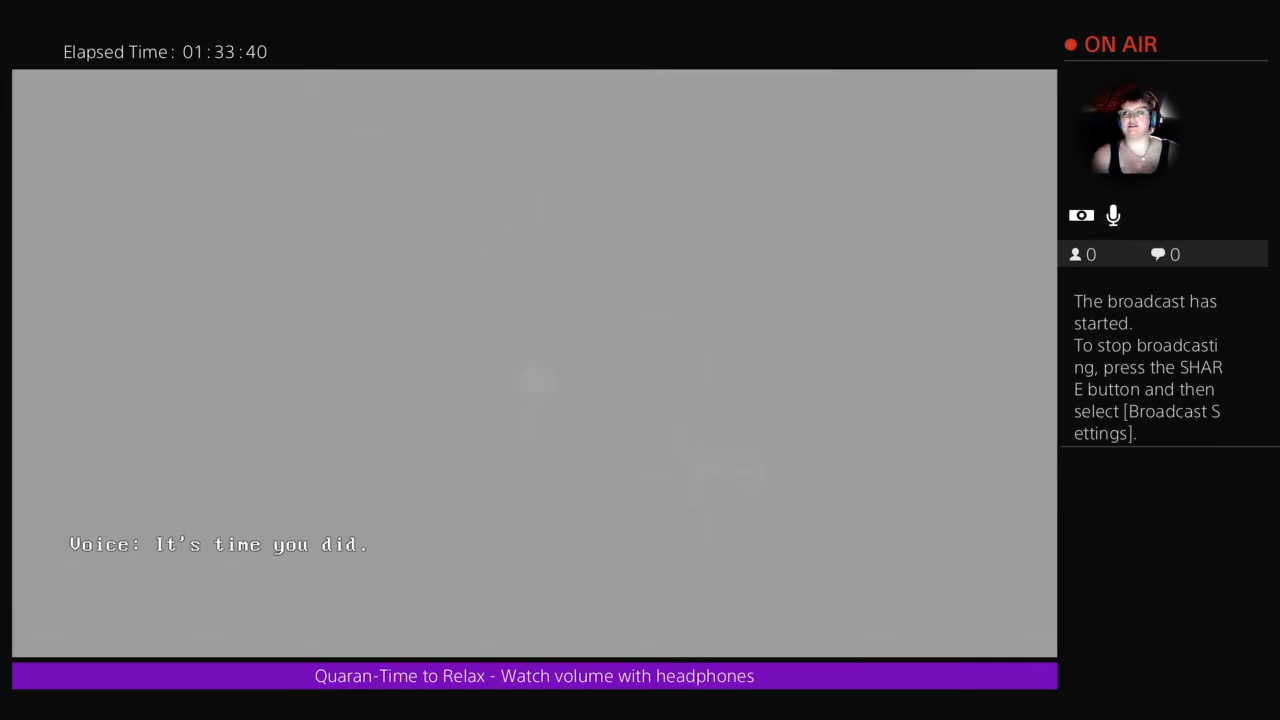 Elapsed Time: 01:33:40
ON AIR
0 0
The broadcast has
started.
To stop broadcasti
ng, press the SHAR
E button and then
select [Broadcast S
ettings].
Voice: It's time you did.
Quaran-Time to Relax - Watch volume with headphones